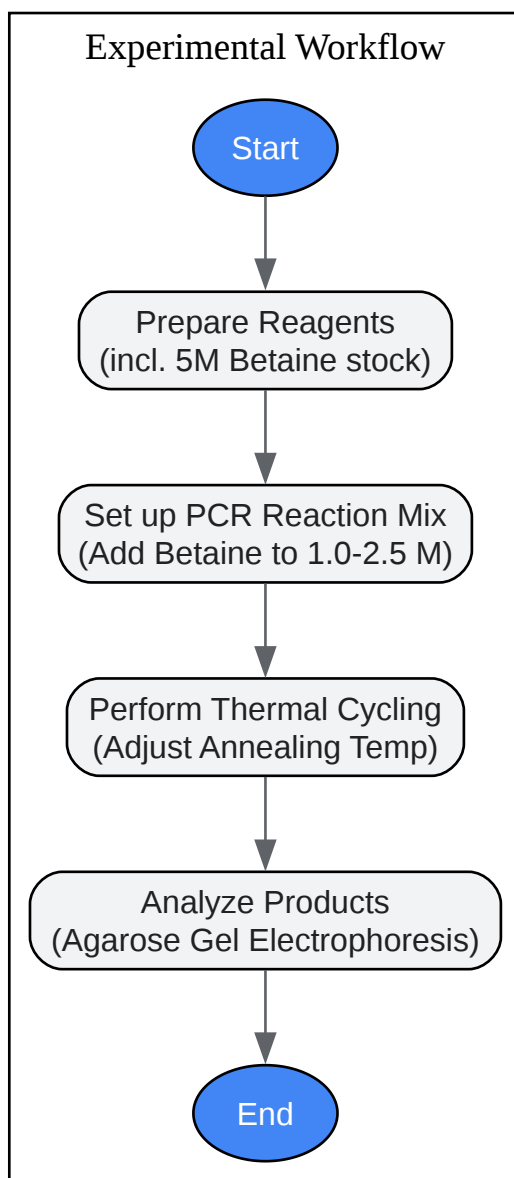 Experimental Workflow
Start
Prepare Reagents
(incl. 5M Betaine stock)
Set up PCR Reaction Mix
(Add Betaine to 1.0-2.5 M)
Perform Thermal Cycling
(Adjust Annealing Temp)
Analyze Products
(Agarose Gel Electrophoresis)
End